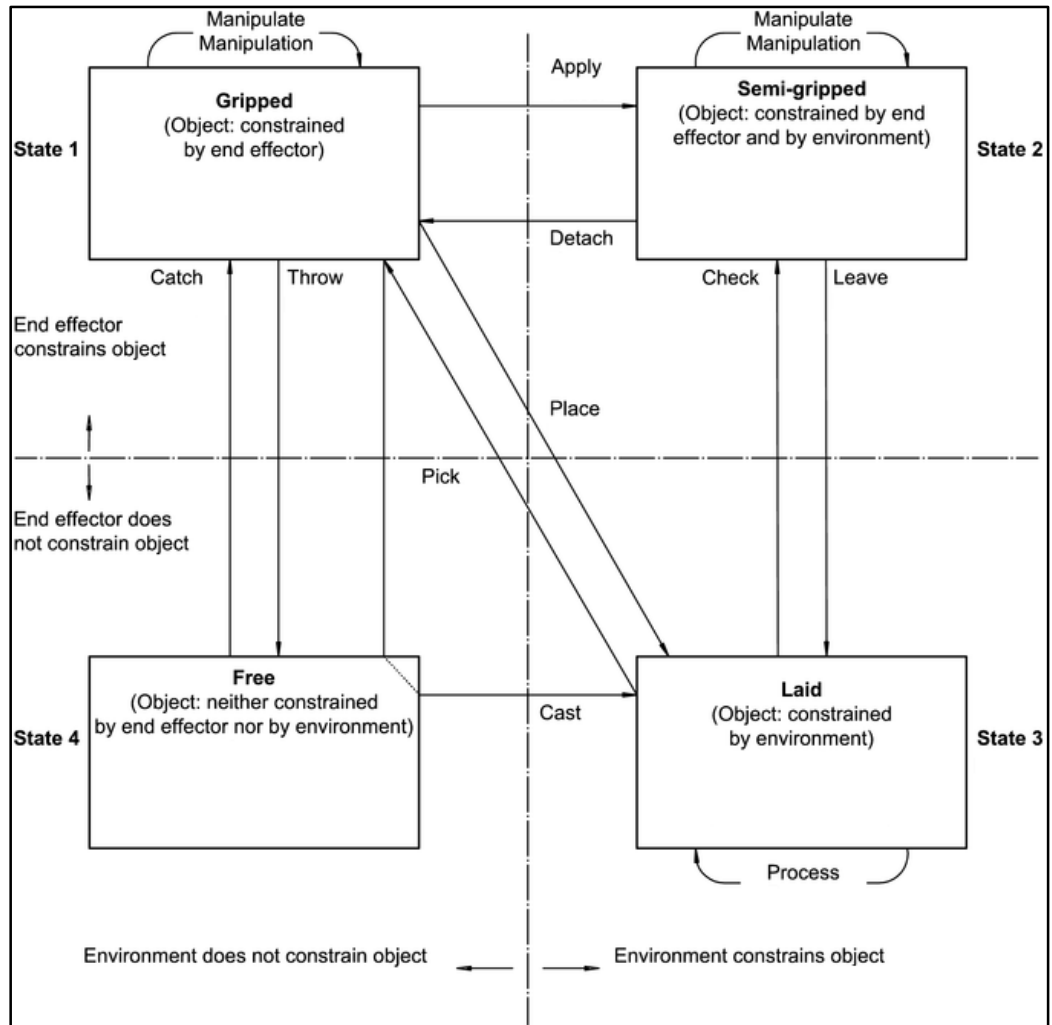 Manipulate
Manipulation
Manipulate
Manipulation
Apply
Gripped
(Object: constrained
by end effector)
Semi-gripped
(Object: constrained by end
effector and by environment)
State 1
State 2
Detach
Catch
Throw
Check
Leave
End effector
constrains object
Place
Pick
End effector does
not constrain object
Free
(Object: neither constrained
by end effector nor by environment)
Cast
Laid
(Object: constrained
by environment)
State 4
State 3
Process
Environment does not constrain object
Environment constrains object